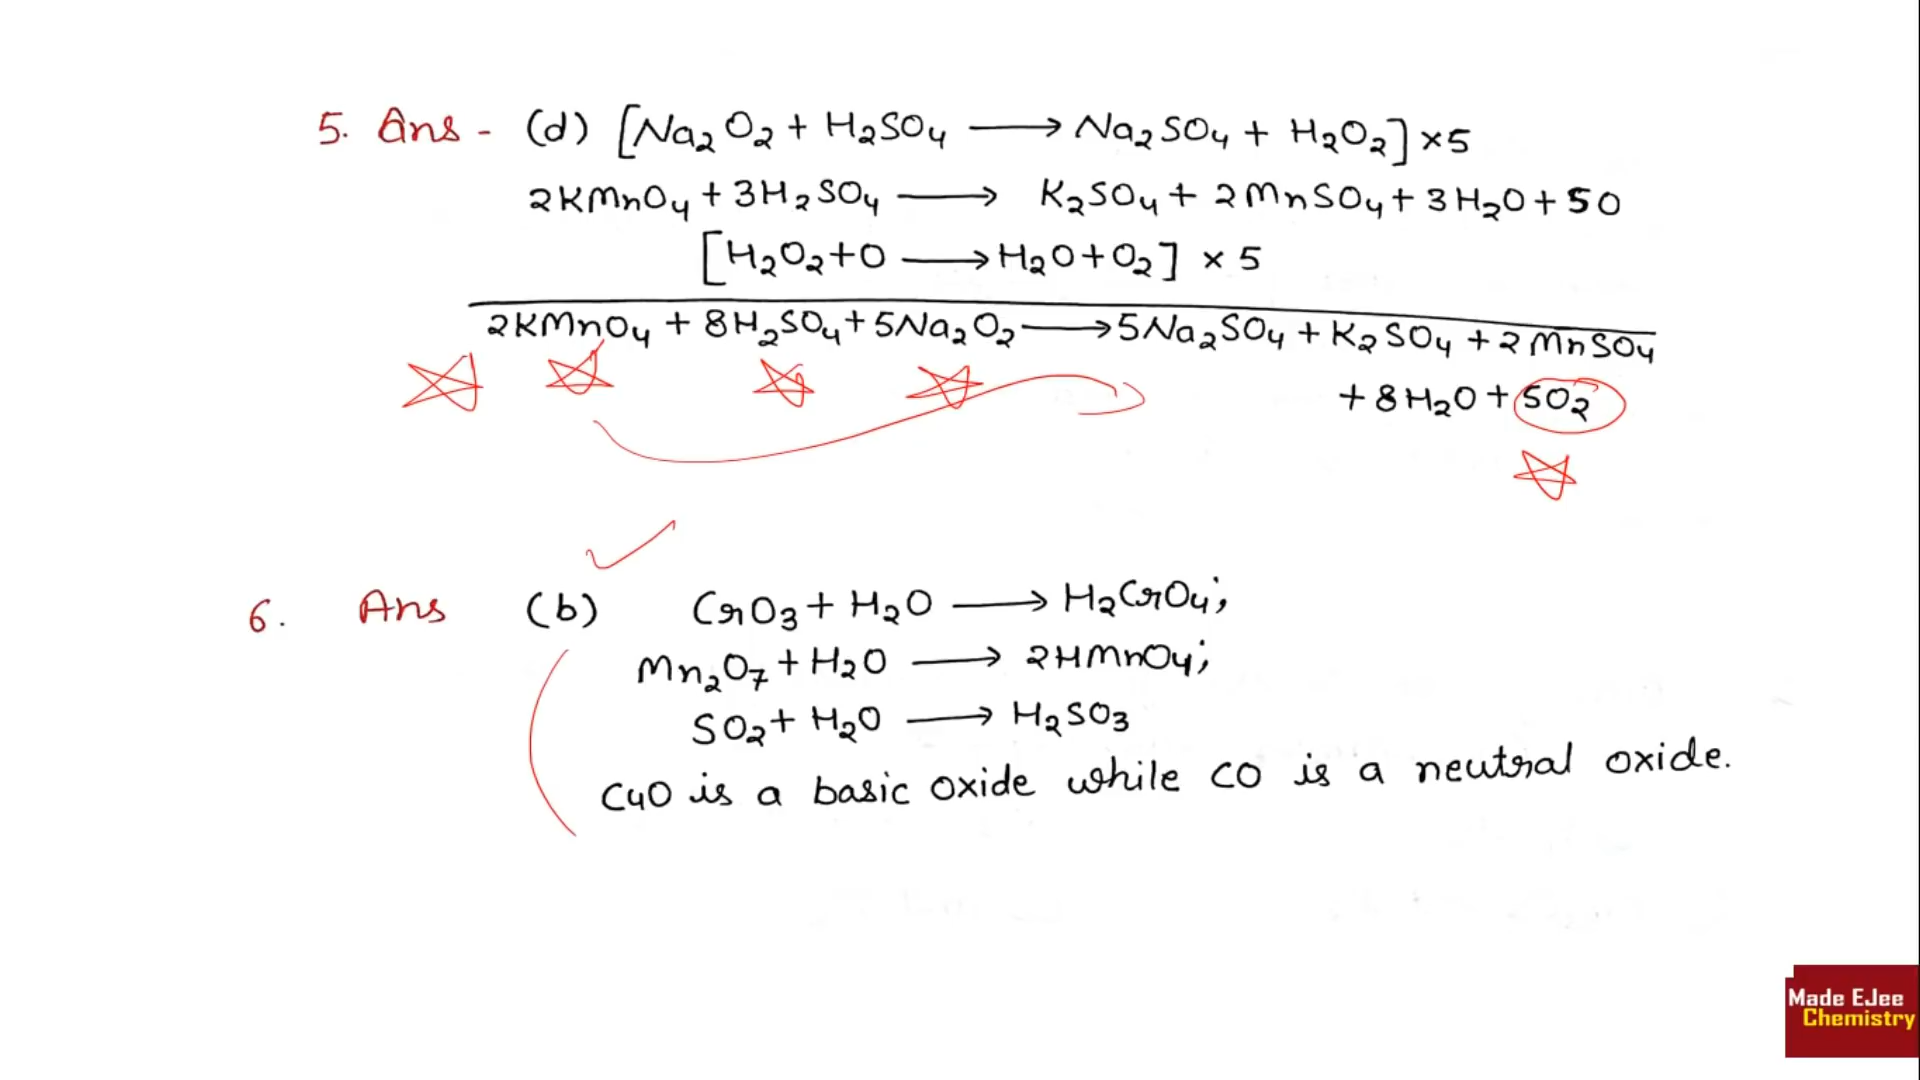 5. Ans - (d) [Na₂O₂ + H₂SO₄ ⟶ Na₂SO₄ + H₂O₂] ×5
2KMnO₄ + 3H₂SO₄ ⟶ K₂SO₄ + 2MnSO₄ + 3H₂O + 5O
[H₂O₂+O ⟶ H₂O+O₂] × 5
2KMnO₄ + 8H₂SO₄ + 5Na₂O₂ ⟶ 5Na₂SO₄ + K₂SO₄ + 2MnSO₄
+ 8H₂O + 5O₂
6. Ans (b) CrO₃ + H₂O ⟶ H₂CrO₄;
Mn₂O₇ + H₂O ⟶ 2HMnO₄;
SO₂ + H₂O ⟶ H₂SO₃
CuO is a basic oxide while CO is a neutral oxide.
Made EJee
Chemistry